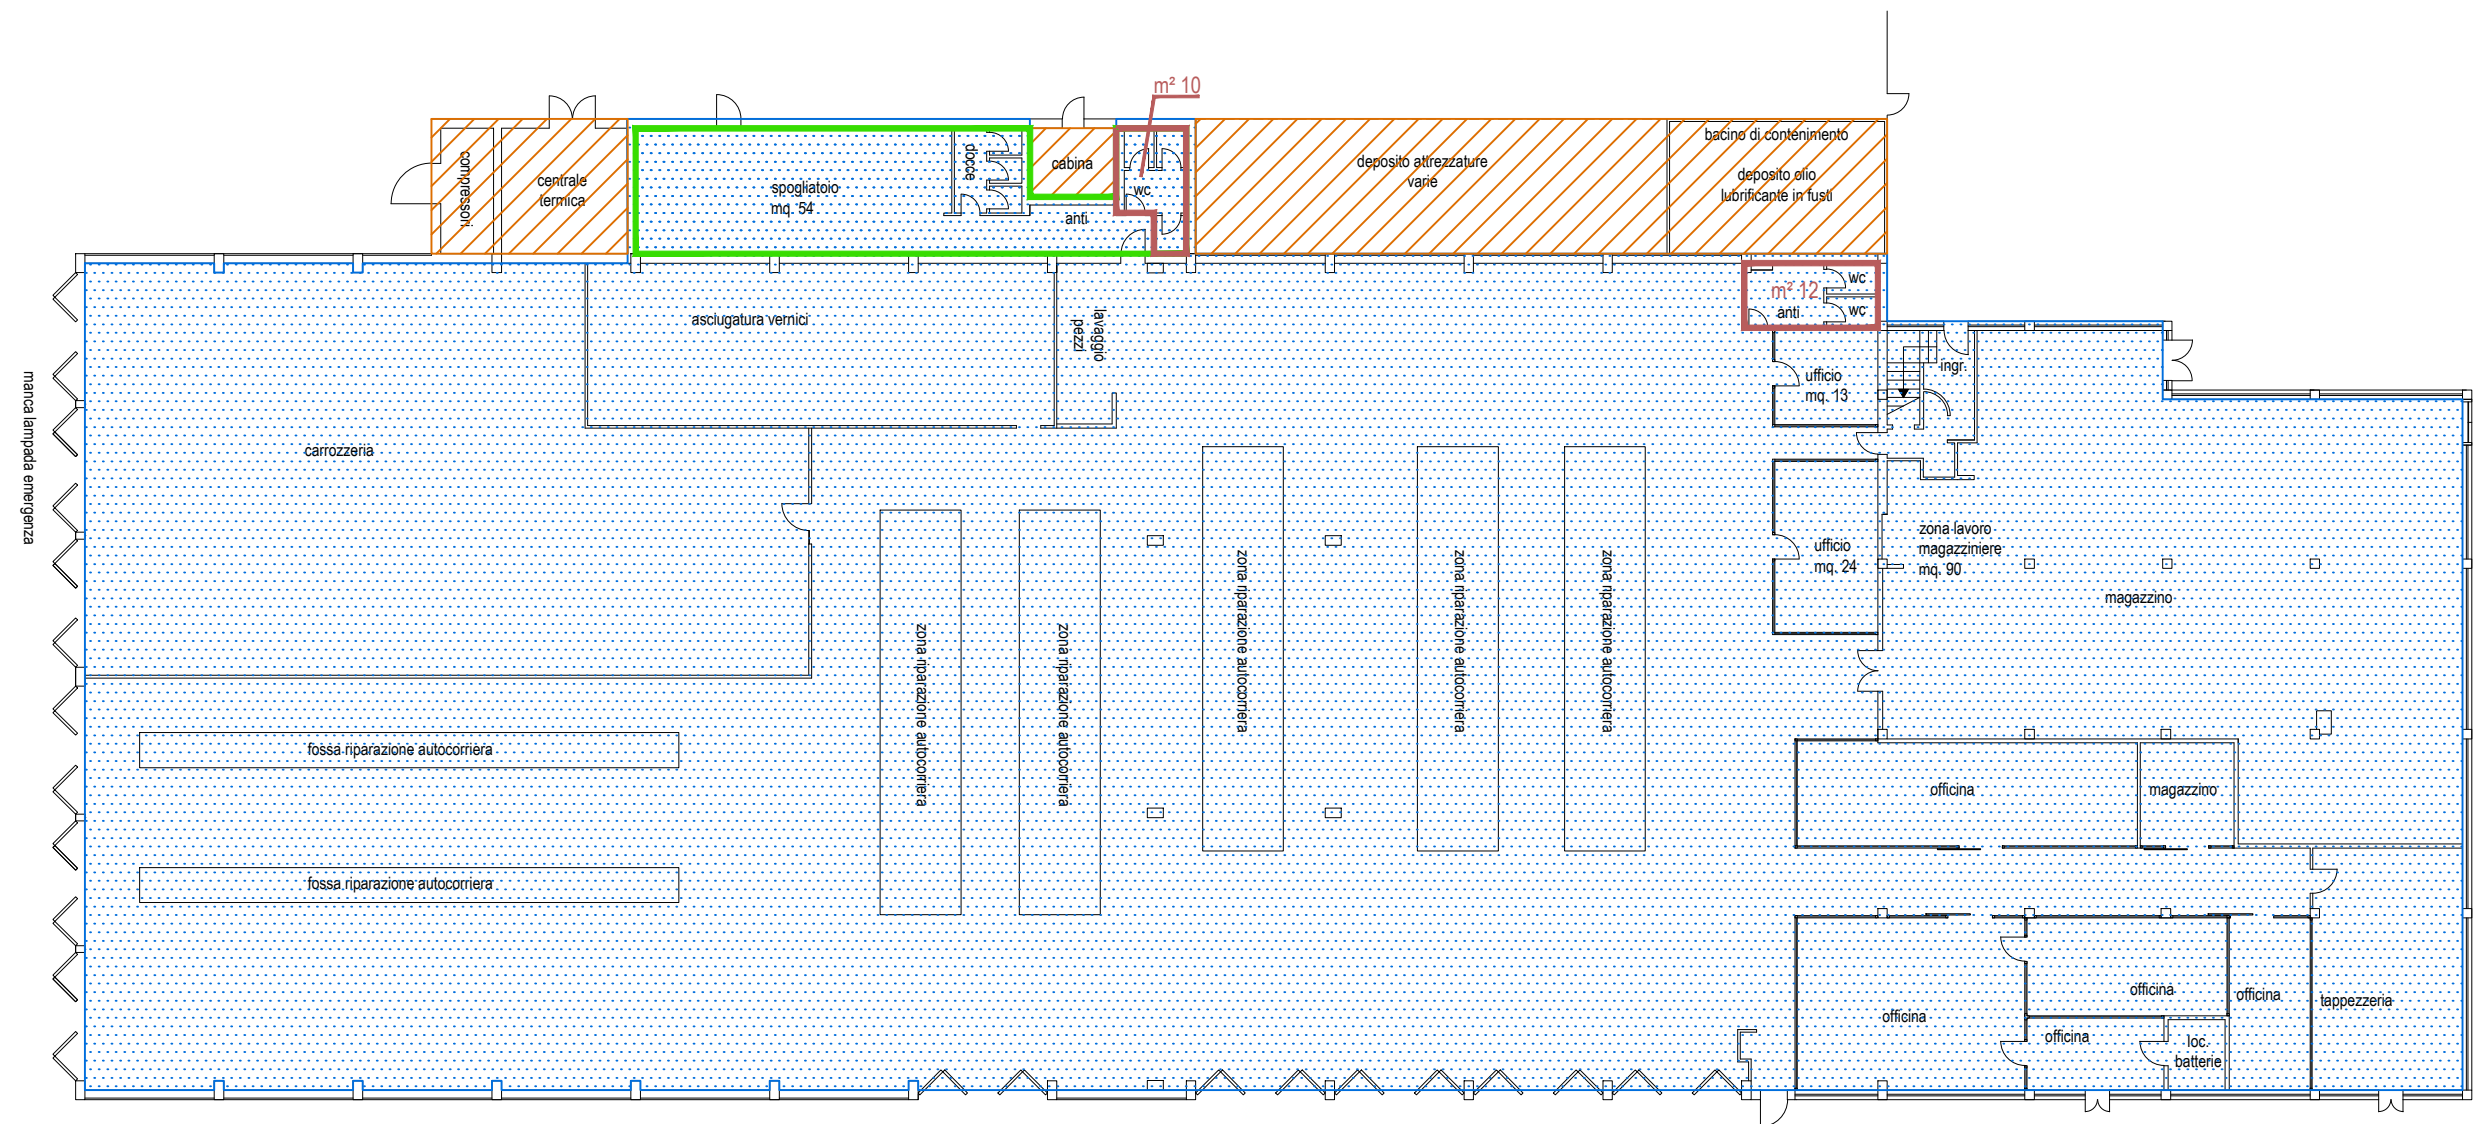 m² 10
bacino di contenimento
compressori
docce
cabina
deposito attrezzature
varie
centrale
termica
spogliatoio
mq. 54
wc
deposito olio
lubrificante in fusti
anti
wc
m² 12
anti
wc
asciugatura vernici
lavaggio
pezzi
ingr.
ufficio
mq. 13
manca lampada emergenza
carrozzeria
zona lavoro
magazziniere
mq. 90
ufficio
mq. 24
magazzino
zona riparazione autocorriera
zona riparazione autocorriera
zona riparazione autocorriera
zona riparazione autocorriera
zona riparazione autocorriera
fossa riparazione autocorriera
officina
magazzino
fossa riparazione autocorriera
officina
officina
tappezzeria
officina
officina
loc.
batterie